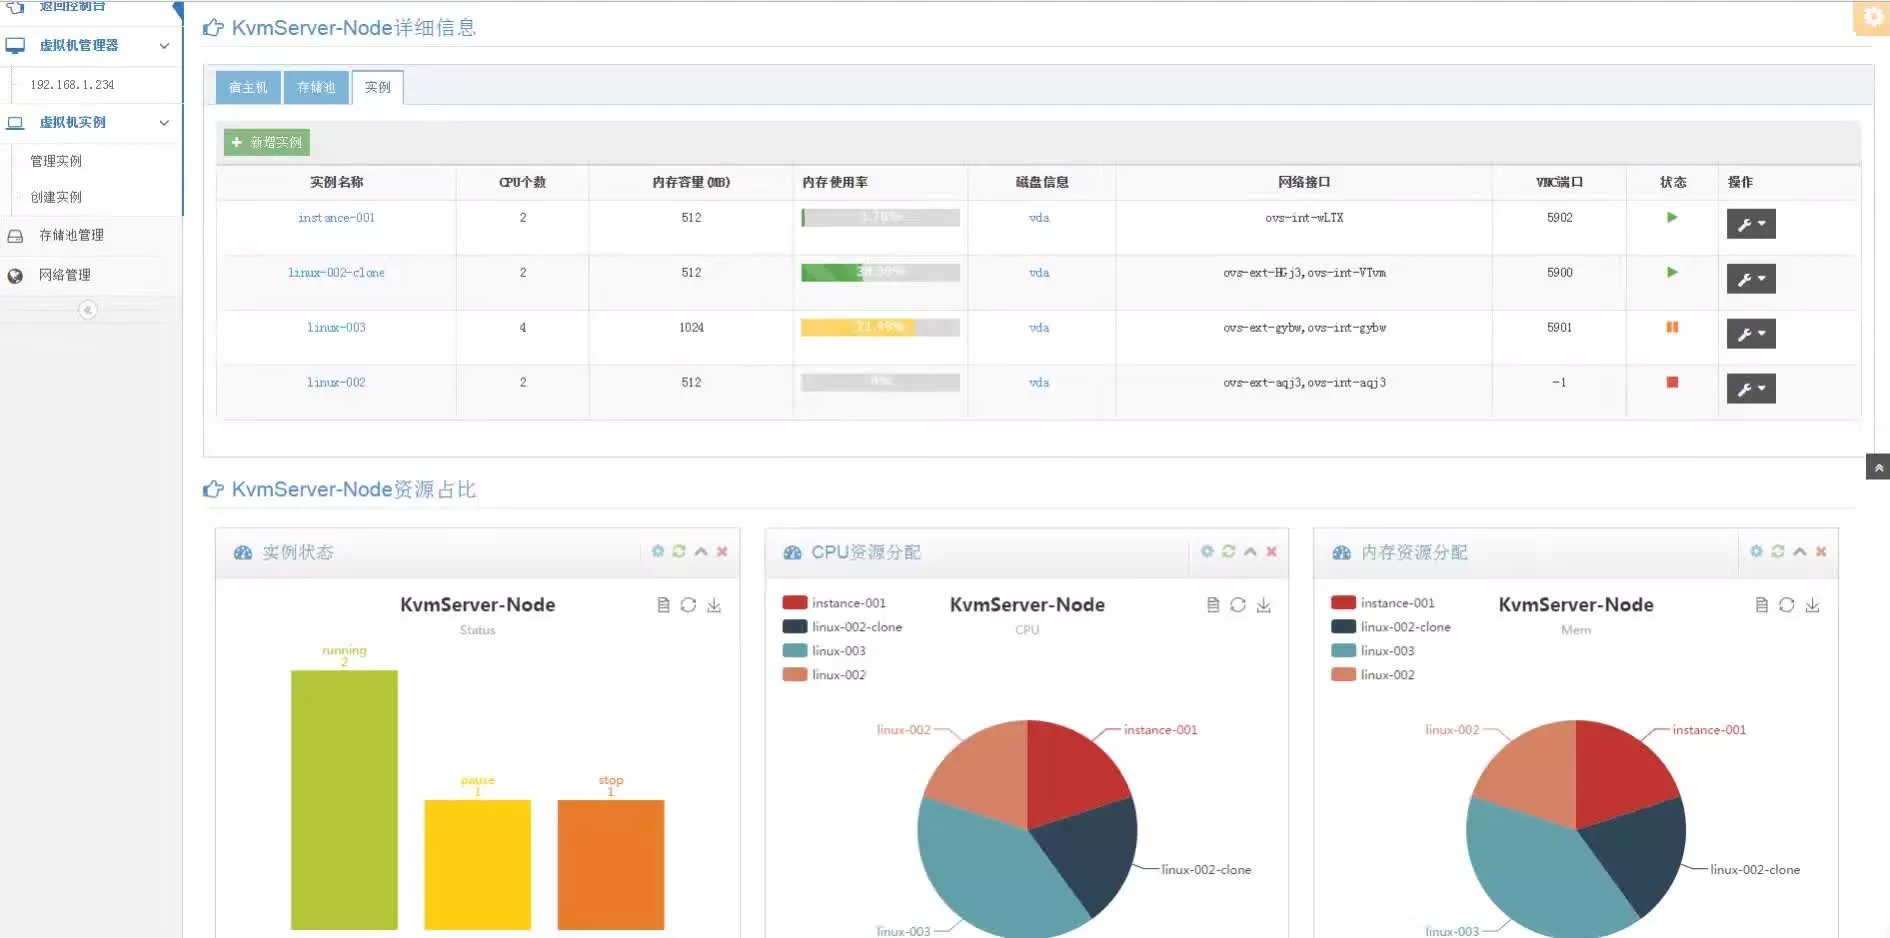 返回控制台
虚拟机管理器
192.168.1.234
虚拟机实例
管理实例
创建实例
存储池管理
网络管理
KvmServer-Node详细信息
宿主机 存储池 实例
新增实例
实例名称 CPU个数 内存容量(MB) 内存使用率 磁盘信息 网络接口 VNC端口 状态 操作
instance-001 2 512 vda ovs-int-wLTX 5902
linux-002-clone 2 512 vda ovs-ext-HGj3,ovs-int-VTvm 5900
linux-003 4 1024 71.49% vda ovs-ext-gybw,ovs-int-gybw 5901
linux-002 2 512 0% vda ovs-ext-aqj3,ovs-int-aqj3 -1
KvmServer-Node资源占比
实例状态
KvmServer-Node
Status
running
2
pause
1
stop
1
CPU资源分配
instance-001
linux-002-clone
linux-003
linux-002
KvmServer-Node
CPU
linux-002
instance-001
linux-002-clone
linux-003
内存资源分配
instance-001
linux-002-clone
linux-003
linux-002
KvmServer-Node
Mem
linux-002
instance-001
linux-002-clone
linux-003